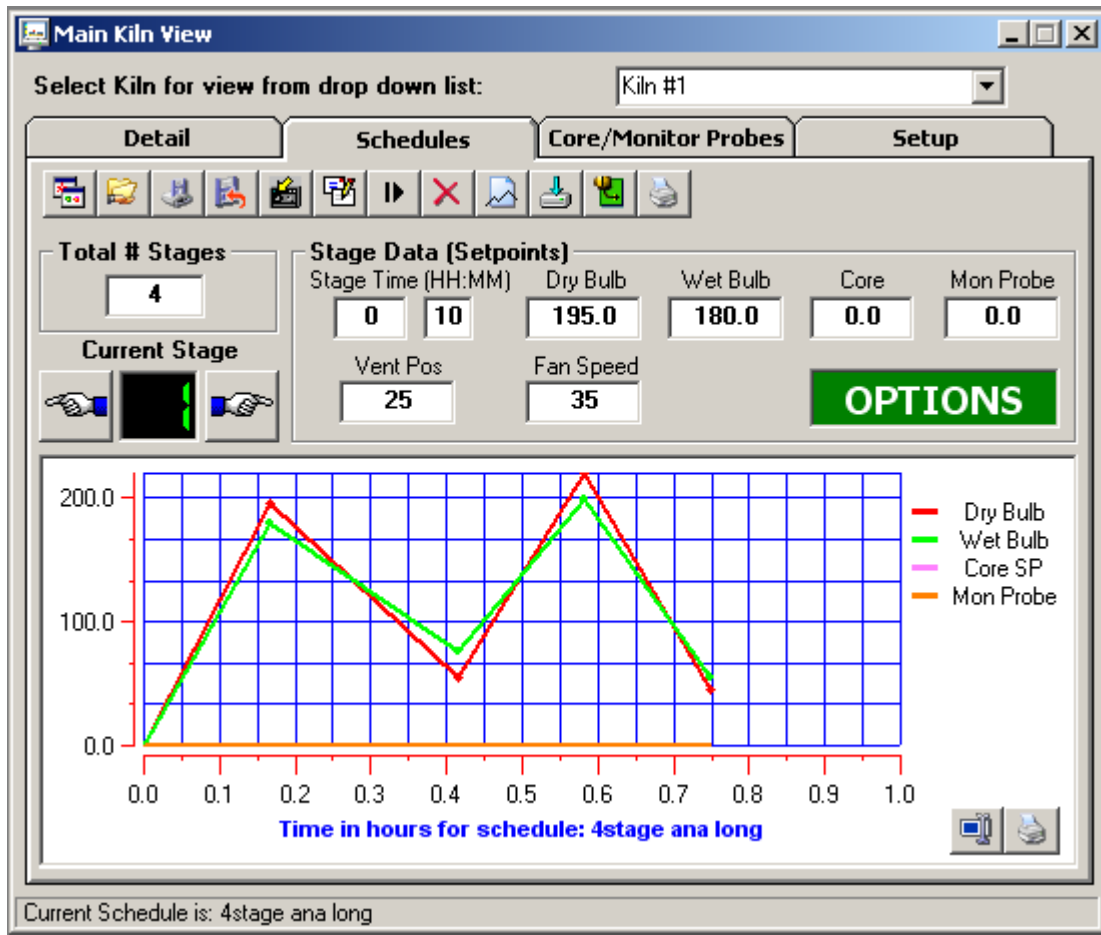 Main Kiln View
Select Kiln for view from drop down list:
Kiln #1
Detail
Schedules
Core/Monitor Probes
Setup
Total # Stages
4
Current Stage
1
Stage Data (Setpoints)
Stage Time (HH:MM) Dry Bulb Wet Bulb Core Mon Probe
0 10 195.0 180.0 0.0 0.0
Vent Pos Fan Speed
25 35
OPTIONS
200.0
100.0
0.0
0.0 0.1 0.2 0.3 0.4 0.5 0.6 0.7 0.8 0.9 1.0
Time in hours for schedule: 4stage ana long
Dry Bulb
Wet Bulb
Core SP
Mon Probe
Current Schedule is: 4stage ana long